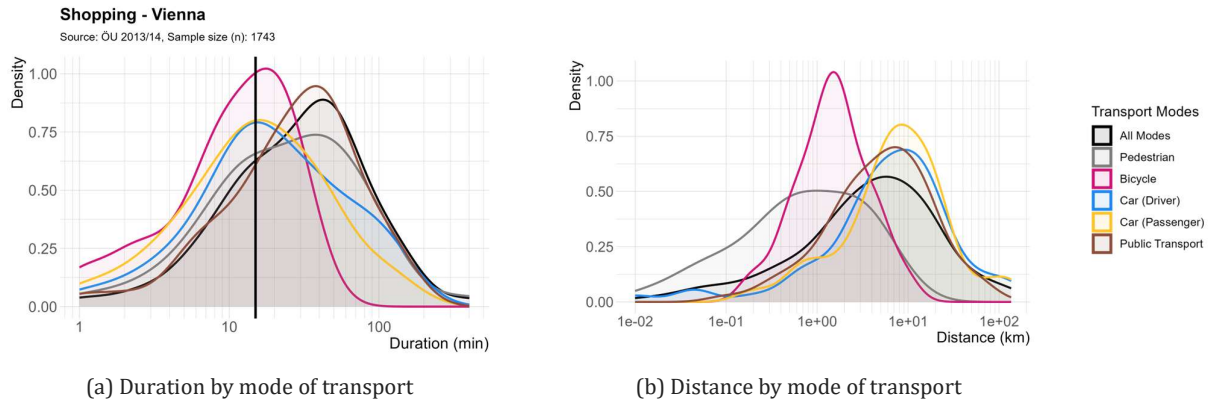 Shopping - Vienna
Source: ÖU 2013/14, Sample size (n): 1743
Density
1.00
0.75
0.50
0.25
0.00
1
10
100
Duration (min)
(a) Duration by mode of transport
Density
1.00
0.75
0.50
0.25
0.00
1e-02
1e-01
1e+00
1e+01
1e+02
Distance (km)
(b) Distance by mode of transport
Transport Modes
All Modes
Pedestrian
Bicycle
Car (Driver)
Car (Passenger)
Public Transport